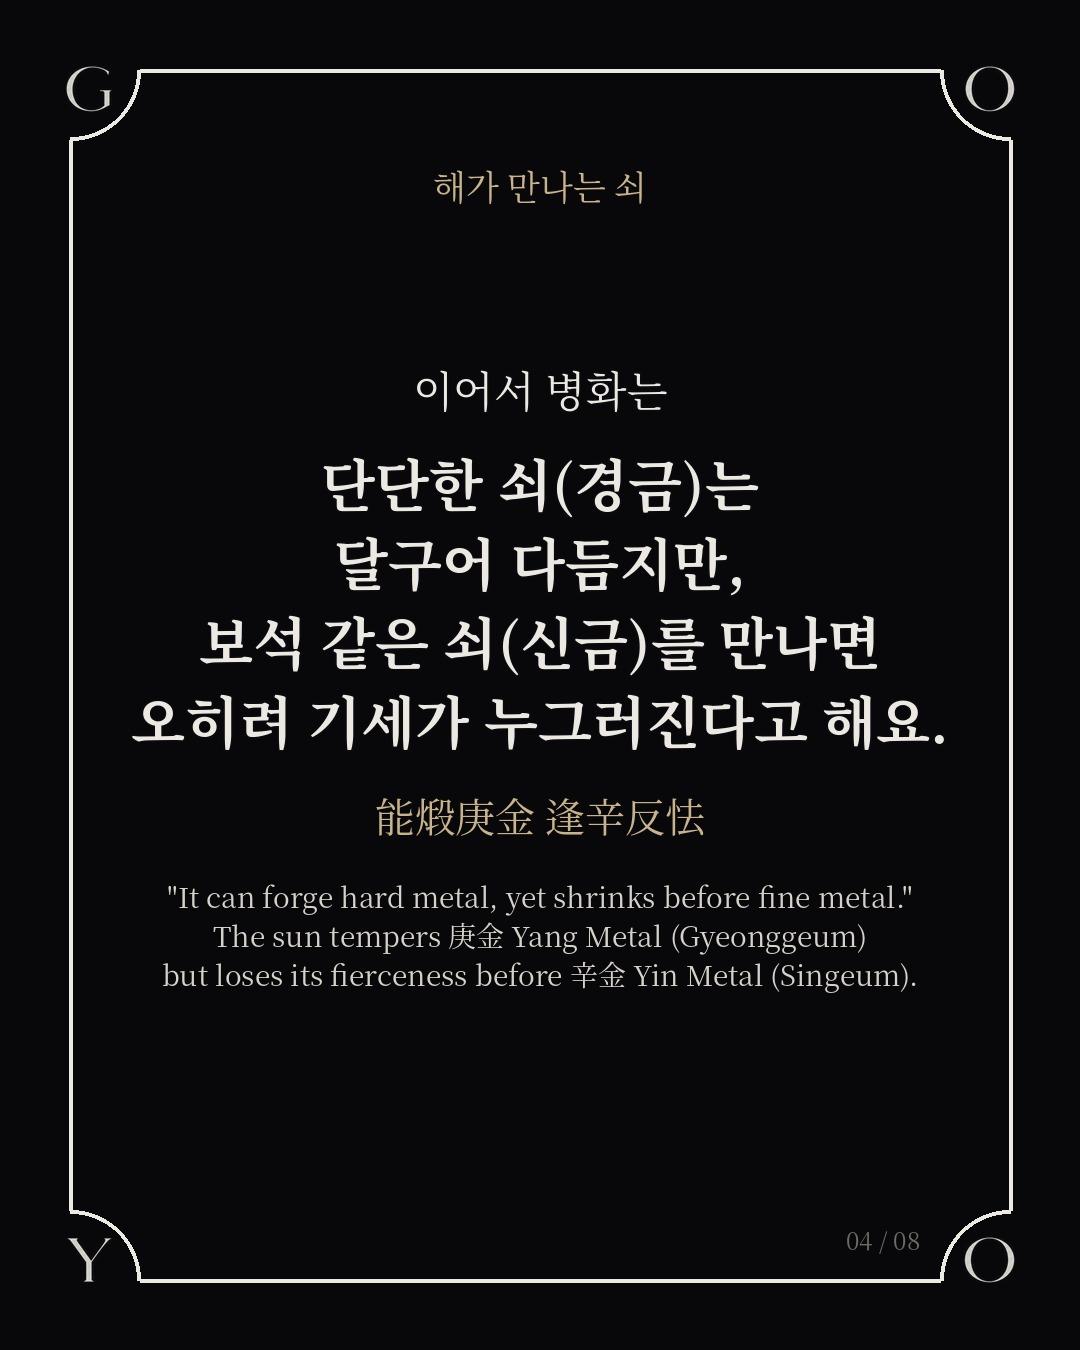 G O
해가 만나는 쇠
이어서 병화는
단단한 쇠(경금)는
달구어 다듬지만,
보석 같은 쇠(신금)를 만나면
오히려 기세가 누그러진다고 해요.
能煅庚金 逢辛反怯
"It can forge hard metal, yet shrinks before fine metal."
The sun tempers 庚金 Yang Metal (Gyeonggeum)
but loses its fierceness before 辛金 Yin Metal (Singeum).
04 / 08
Y O